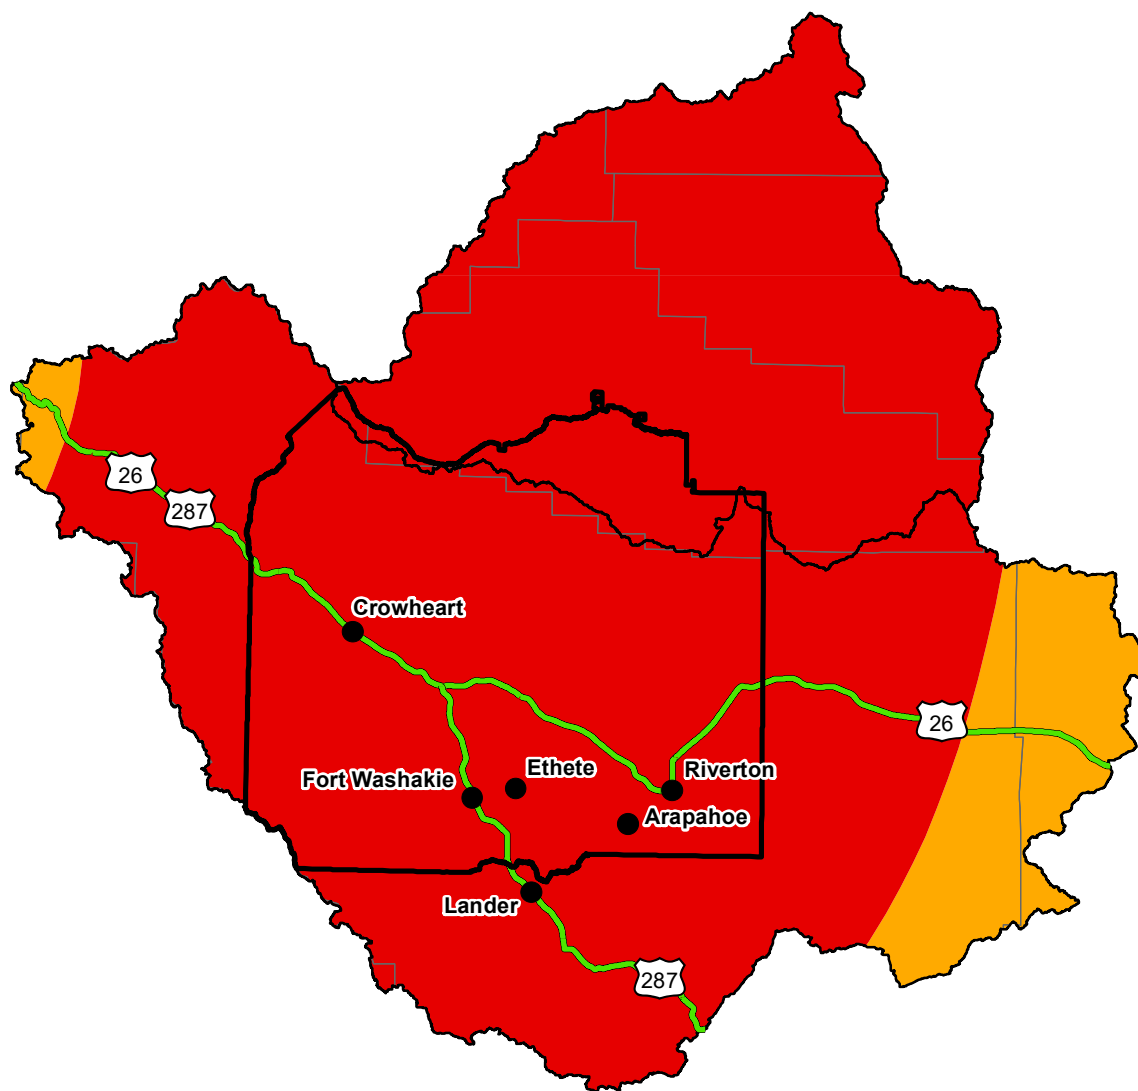 26
287
Crowheart
26
Ethete
Riverton
Fort Washakie
Arapahoe
Lander
287